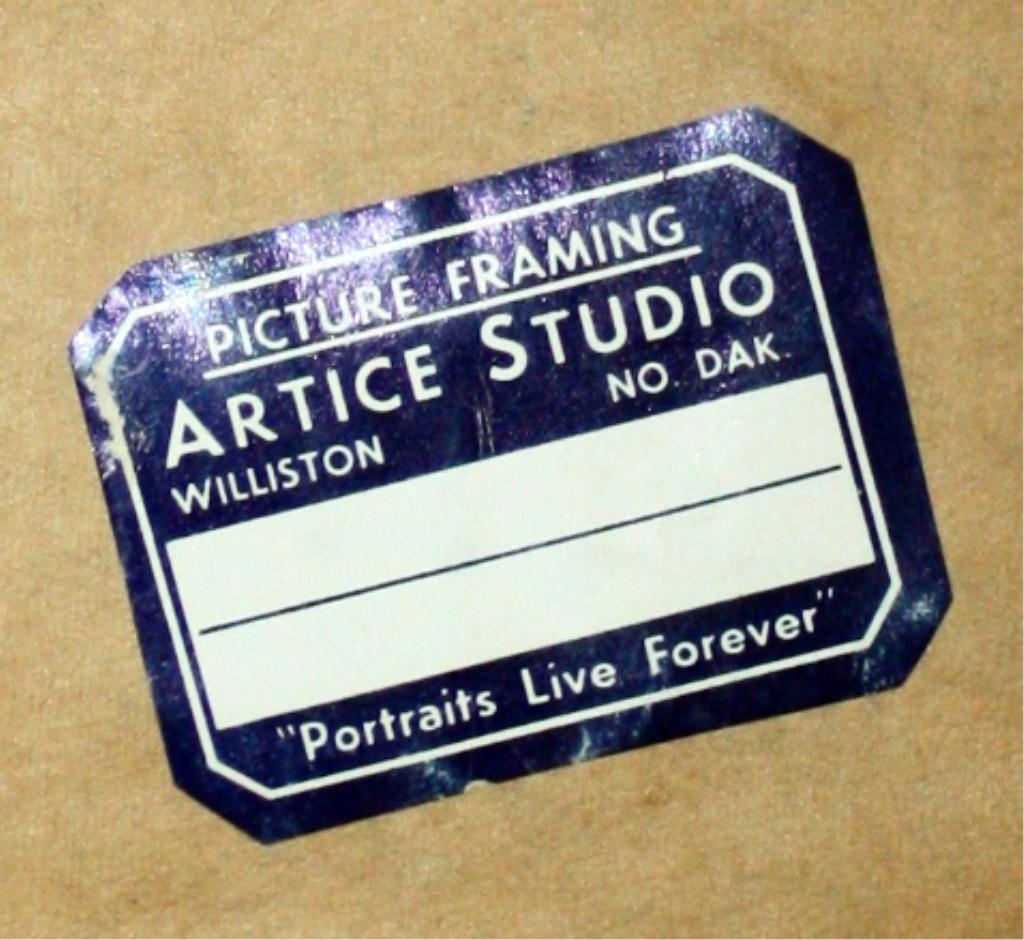 PICTURE FRAMING
ARTICE STUDIO
WILLISTON NO. DAK.
"Portraits Live Forever"